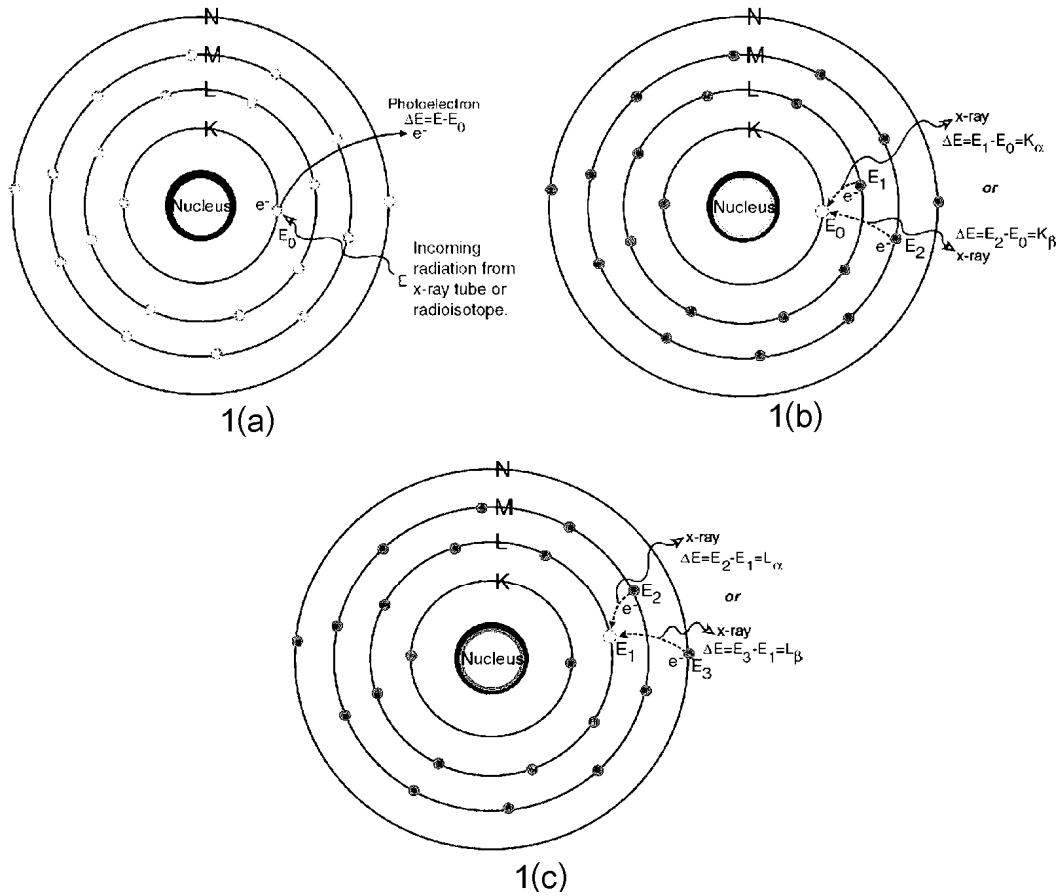 N
M
L
K
Nucleus
Photoelectron
ΔE=E-E₀
e⁻
e⁻
E₀
E
Incoming
radiation from
x-ray tube or
radioisotope.
1(a)
N
M
L
K
Nucleus
x-ray
ΔE=E₁-E₀=Kα
E₁
e⁻
or
E₀
e⁻
E₂
ΔE=E₂-E₀=Kβ
x-ray
1(b)
N
M
L
K
Nucleus
x-ray
ΔE=E₂-E₁=Lα
E₂
e⁻
or
x-ray
E₁
ΔE=E₃-E₁=Lβ
e⁻
E₃
1(c)